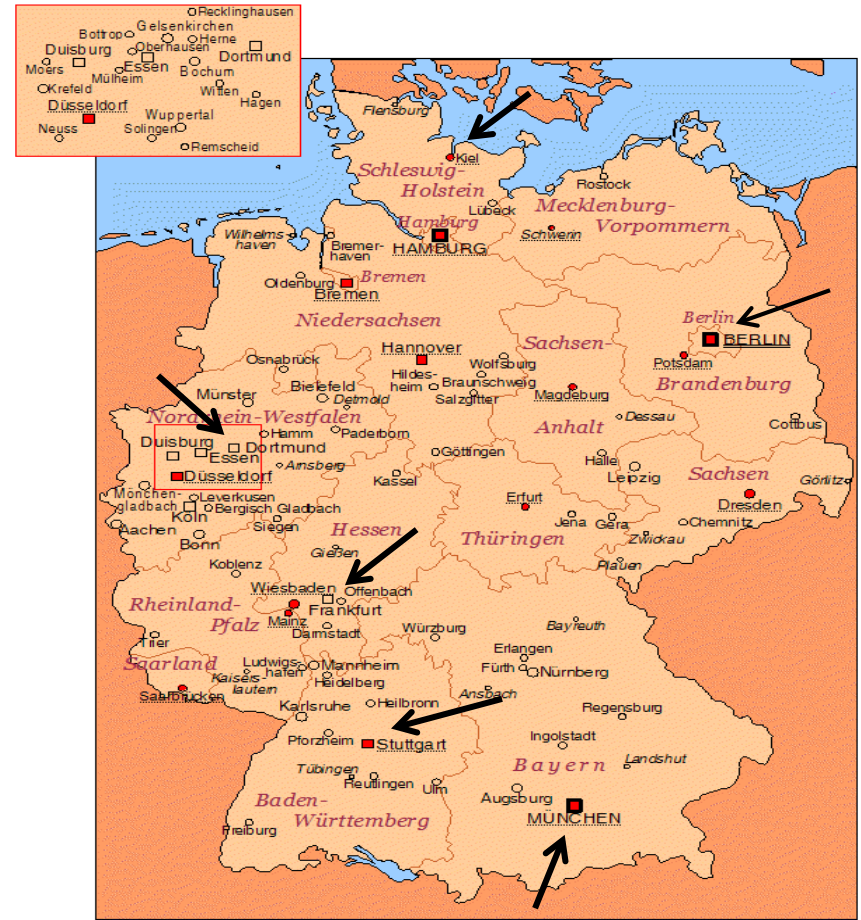 Recklinghausen
Gelsenkirchen
Bottrop
Herne
Oberhausen
Duisburg
Dortmund
Essen
Moers
Bochum
Mülheim
Krefeld
Witten
Hagen
Düsseldorf
Wuppertal
Neuss
Solingen
Remscheid
Flensburg
Kiel
Schleswig-
Holstein
Rostock
Lübeck
Mecklenburg-
Vorpommern
Hamburg
HAMBURG
Schwerin
Wilhelms-
haven
Bremer-
haven
Bremen
Oldenburg
Bremen
Niedersachsen
Berlin
BERLIN
Potsdam
Brandenburg
Hannover
Sachsen-
Anhalt
Wolfsburg
Osnabrück
Hildes-
heim
Braunschweig
Salzgitter
Magdeburg
Bielefeld
Detmold
Münster
Nordrhein-Westfalen
Dessau
Cottbus
Hamm
Paderborn
Duisburg
Dortmund
Essen
Göttingen
Arnsberg
Düsseldorf
Kassel
Halle
Leipzig
Sachsen
Görlitz
Dresden
Mönchen-
gladbach
Leverkusen
Bergisch Gladbach
Köln
Siegen
Aachen
Bonn
Erfurt
Jena
Gera
Chemnitz
Zwickau
Thüringen
Plauen
Hessen
Gießen
Koblenz
Wiesbaden
Offenbach
Frankfurt
Rheinland-
Pfalz
Mainz
Darmstadt
Würzburg
Bayreuth
Trier
Saarland
Ludwigs-
hafen
Mannheim
Kaisers-
lautern
Heidelberg
Erlangen
Fürth
Nürnberg
Saarbrücken
Ansbach
Heilbronn
Karlsruhe
Regensburg
Pforzheim
Stuttgart
Ingolstadt
Bayern
Landshut
Tübingen
Reutlingen
Ulm
Augsburg
Baden-
Württemberg
MÜNCHEN
Freiburg